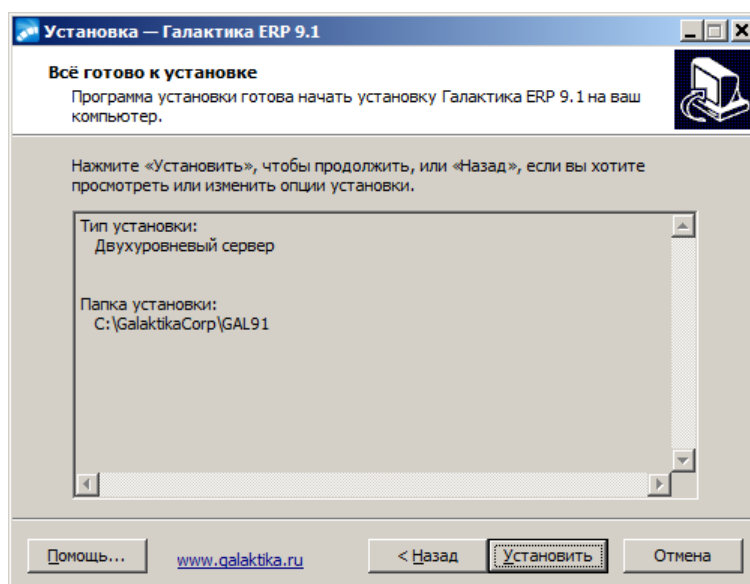 Установка — Галактика ERP 9.1
Всё готово к установке
Программа установки готова начать установку Галактика ERP 9.1 на ваш
компьютер.
Нажмите «Установить», чтобы продолжить, или «Назад», если вы хотите
просмотреть или изменить опции установки.
Тип установки:
Двухуровневый сервер
Папка установки:
C:\GalaktikaCorp\GAL91
Помощь...
www.galaktika.ru
< Назад
Установить
Отмена